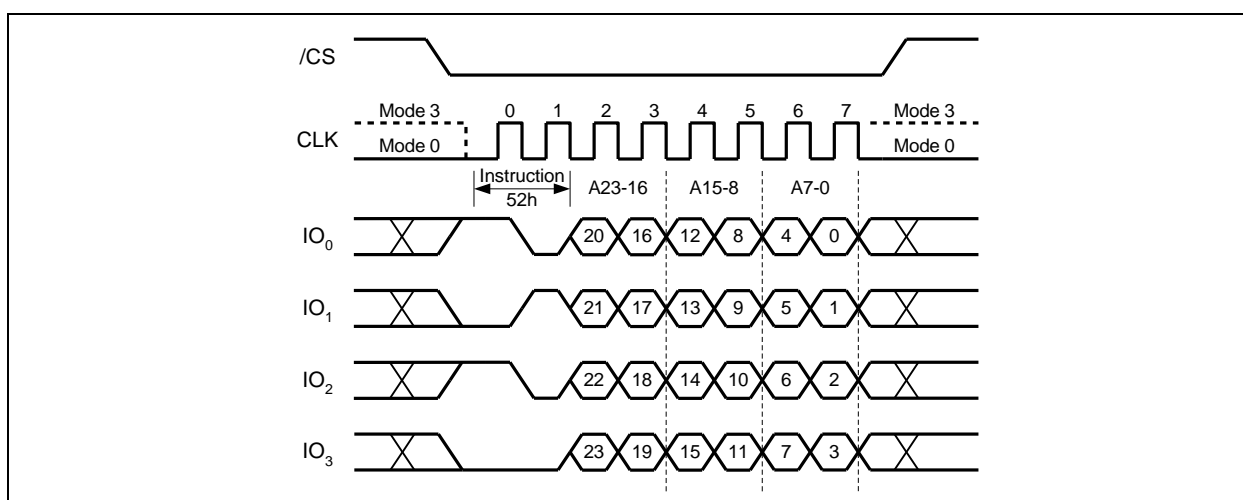 /CS
Mode 3 0 1 2 3 4 5 6 7 Mode 3
CLK
Mode 0 Mode 0
Instruction A23-16 A15-8 A7-0
52h
IO0 20 16 12 8 4 0
IO1 21 17 13 9 5 1
IO2 22 18 14 10 6 2
IO3 23 19 15 11 7 3